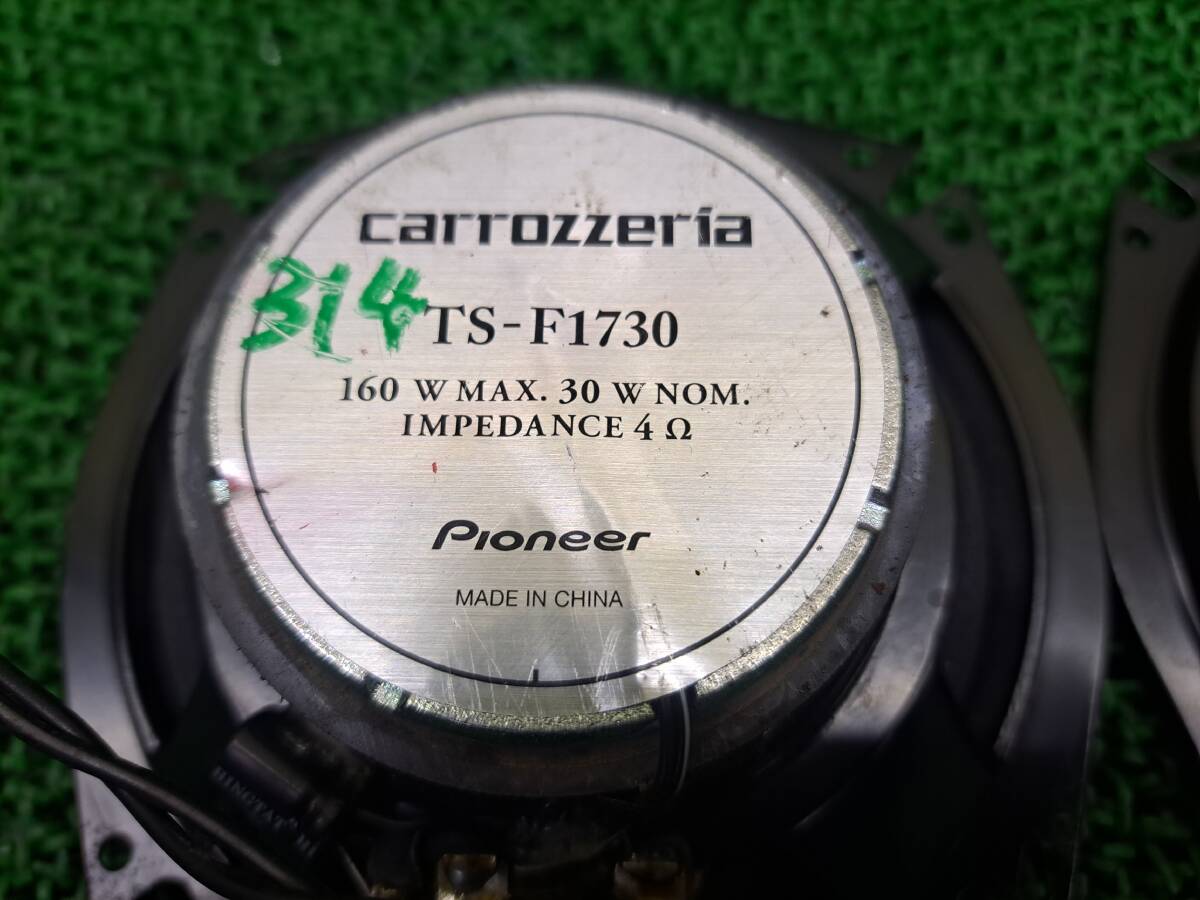 carrozzeria
314
TS-F1730
160 W MAX. 30 W NOM.
IMPEDANCE 4 Ω
Pioneer
MADE IN CHINA